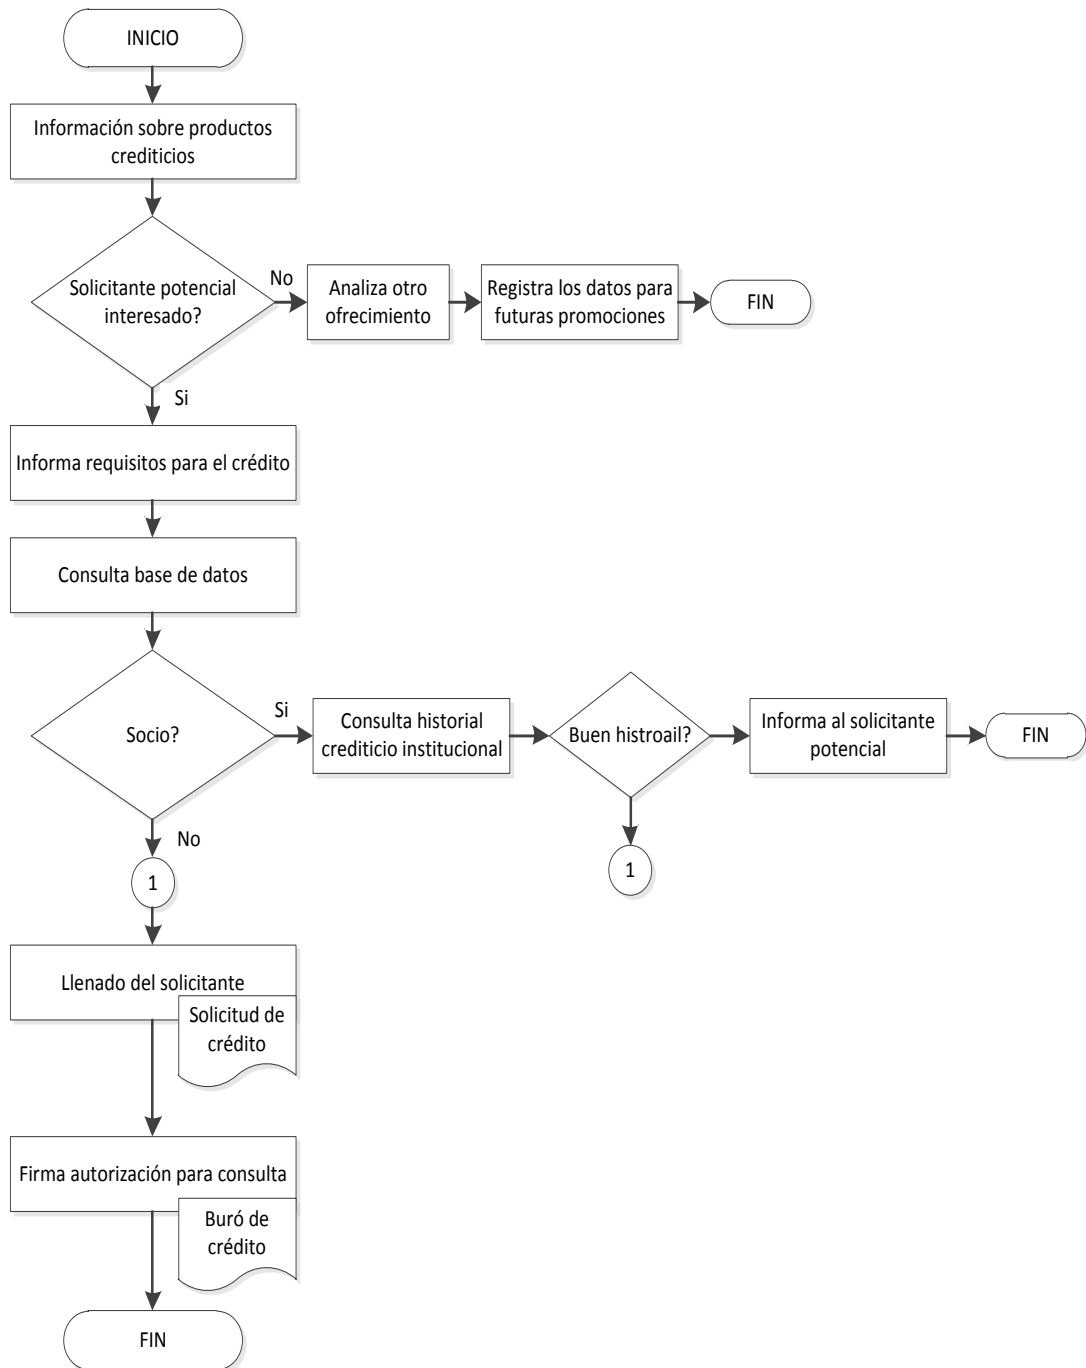 INICIO
Información sobre productos
crediticios
Solicitante potencial
interesado?
No
Analiza otro
ofrecimiento
Registra los datos para
futuras promociones
FIN
Si
Informa requisitos para el crédito
Consulta base de datos
Socio?
Si
Consulta historial
crediticio institucional
Buen histroail?
Informa al solicitante
potencial
FIN
No
1
1
Llenado del solicitante
Solicitud de
crédito
Firma autorización para consulta
Buró de
crédito
FIN